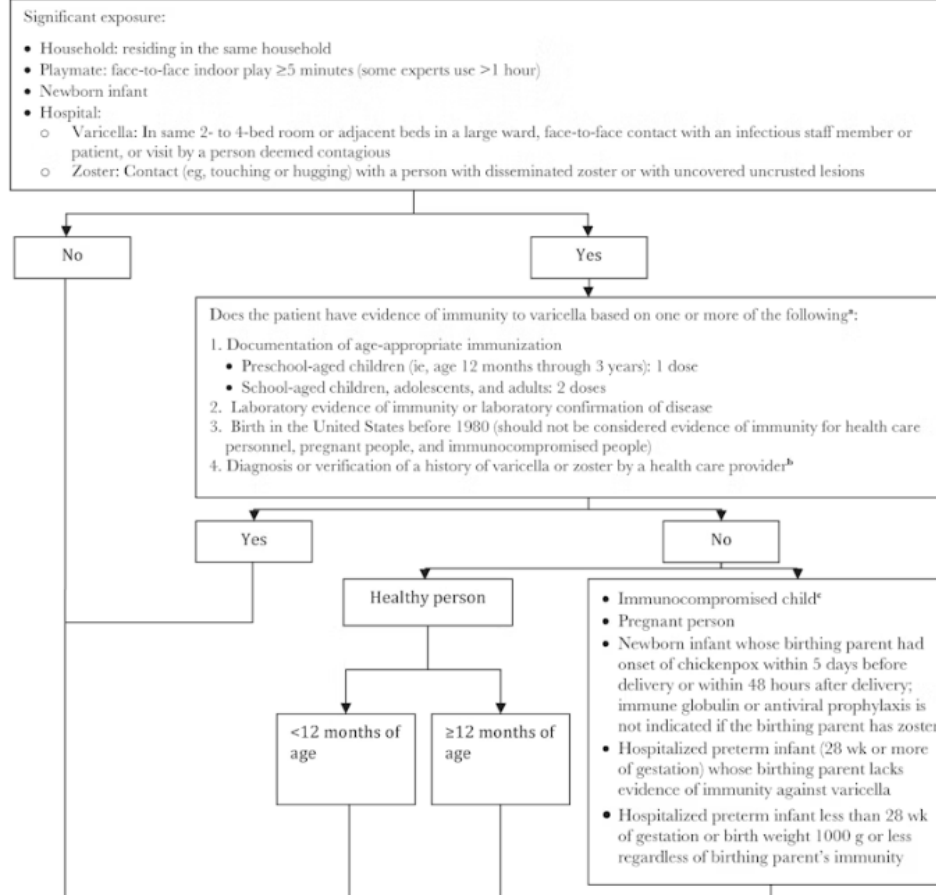 Significant exposure:
• Household: residing in the same household
• Playmate: face-to-face indoor play ≥5 minutes (some experts use >1 hour)
• Newborn infant
• Hospital:
o Varicella: In same 2- to 4-bed room or adjacent beds in a large ward, face-to-face contact with an infectious staff member or
patient, or visit by a person deemed contagious
o Zoster: Contact (eg, touching or hugging) with a person with disseminated zoster or with uncovered uncrusted lesions
No
Yes
Does the patient have evidence of immunity to varicella based on one or more of the followingᵃ:
1. Documentation of age-appropriate immunization
• Preschool-aged children (ie, age 12 months through 3 years): 1 dose
• School-aged children, adolescents, and adults: 2 doses
2. Laboratory evidence of immunity or laboratory confirmation of disease
3. Birth in the United States before 1980 (should not be considered evidence of immunity for health care
personnel, pregnant people, and immunocompromised people)
4. Diagnosis or verification of a history of varicella or zoster by a health care providerᵇ
Yes
No
Healthy person
<12 months of
age
≥12 months of
age
• Immunocompromised childᶜ
• Pregnant person
• Newborn infant whose birthing parent had
onset of chickenpox within 5 days before
delivery or within 48 hours after delivery;
immune globulin or antiviral prophylaxis is
not indicated if the birthing parent has zoster
• Hospitalized preterm infant (28 wk or more
of gestation) whose birthing parent lacks
evidence of immunity against varicella
• Hospitalized preterm infant less than 28 wk
of gestation or birth weight 1000 g or less
regardless of birthing parent's immunity